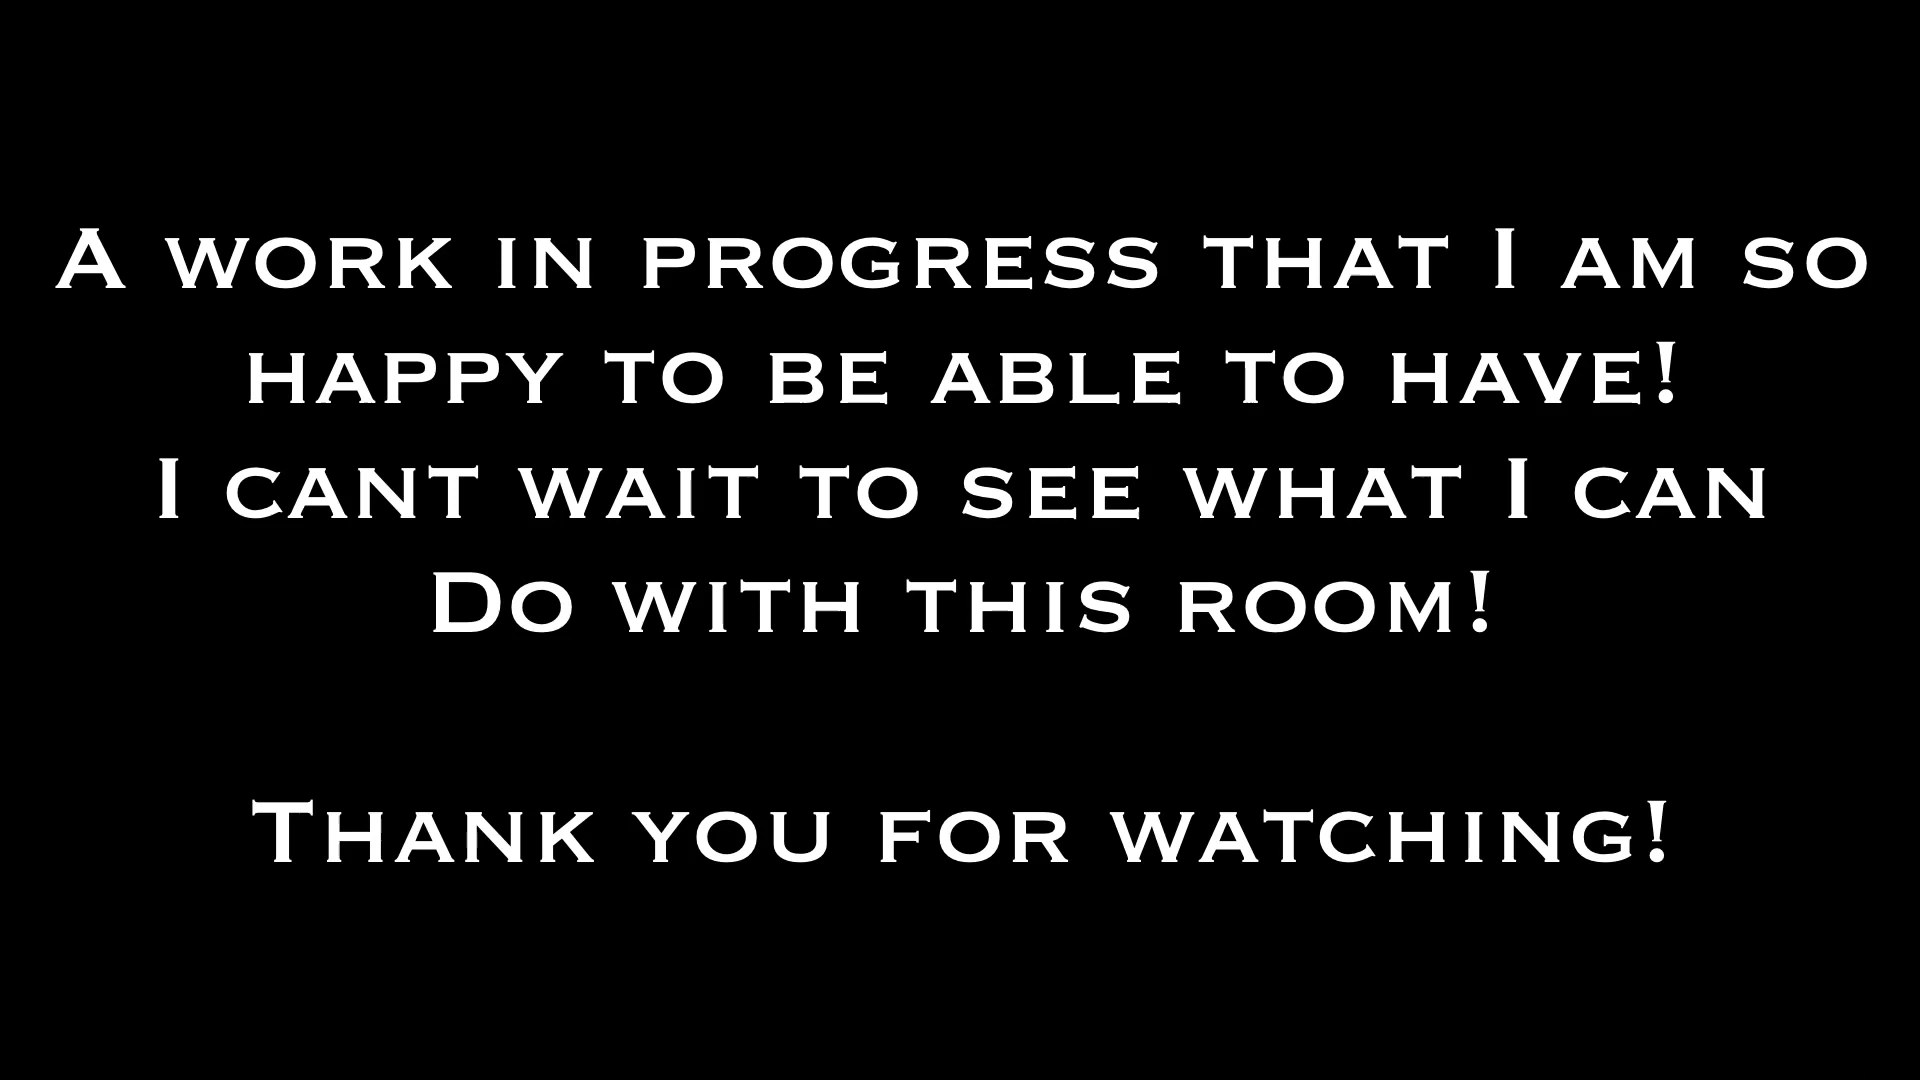 A work in progress that I am so
happy to be able to have!
I cant wait to see what I can
Do with this room!
Thank you for watching!